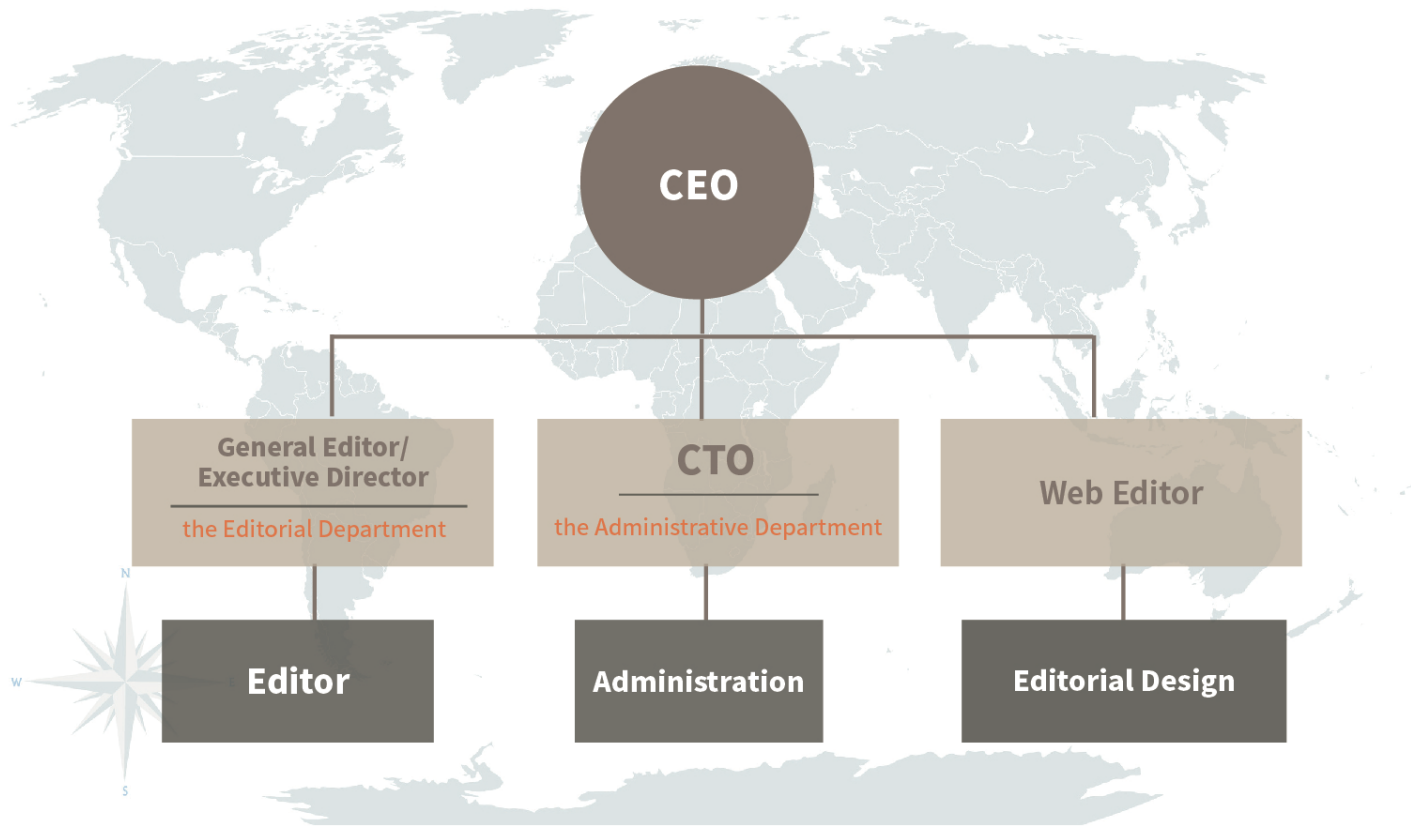 CEO
General Editor/
Executive Director
the Editorial Department
CTO
the Administrative Department
Web Editor
N
W
S
Editor
Administration
Editorial Design